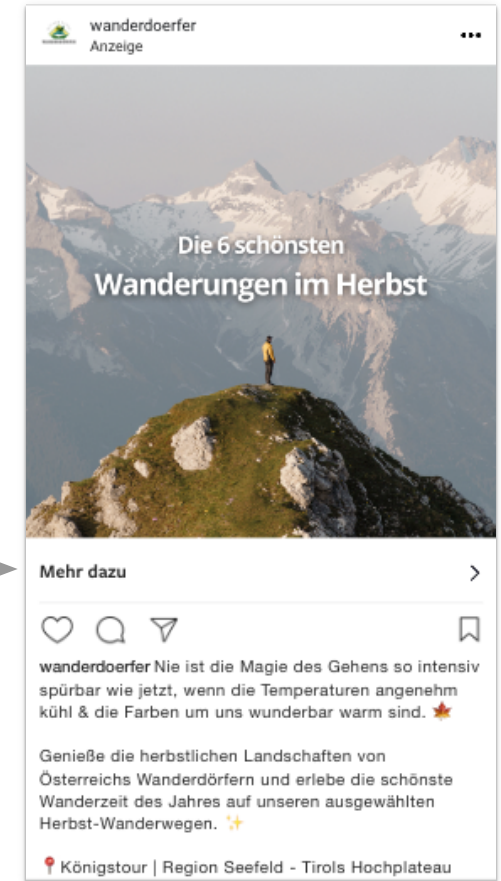 wanderdoerfer
Anzeige
Die 6 schönsten
Wanderungen im Herbst
Mehr dazu
wanderdoerfer Nie ist die Magie des Gehens so intensiv
spürbar wie jetzt, wenn die Temperaturen angenehm
kühl & die Farben um uns wunderbar warm sind. 🍁
Genieße die herbstlichen Landschaften von
Österreichs Wanderdörfern und erlebe die schönste
Wanderzeit des Jahres auf unseren ausgewählten
Herbst-Wanderwegen. ✨
📍Königstour | Region Seefeld - Tirols Hochplateau